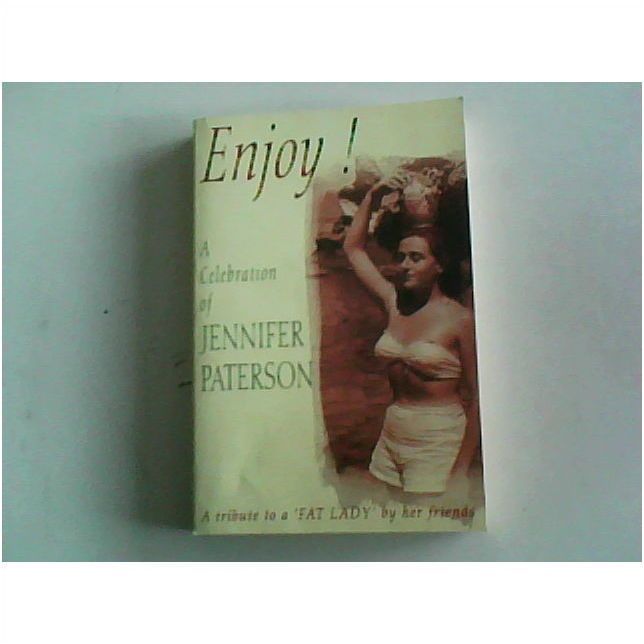 Enjoy !
A
Celebration
of
JENNIFER
PATERSON
A tribute to a 'FAT LADY' by her friends